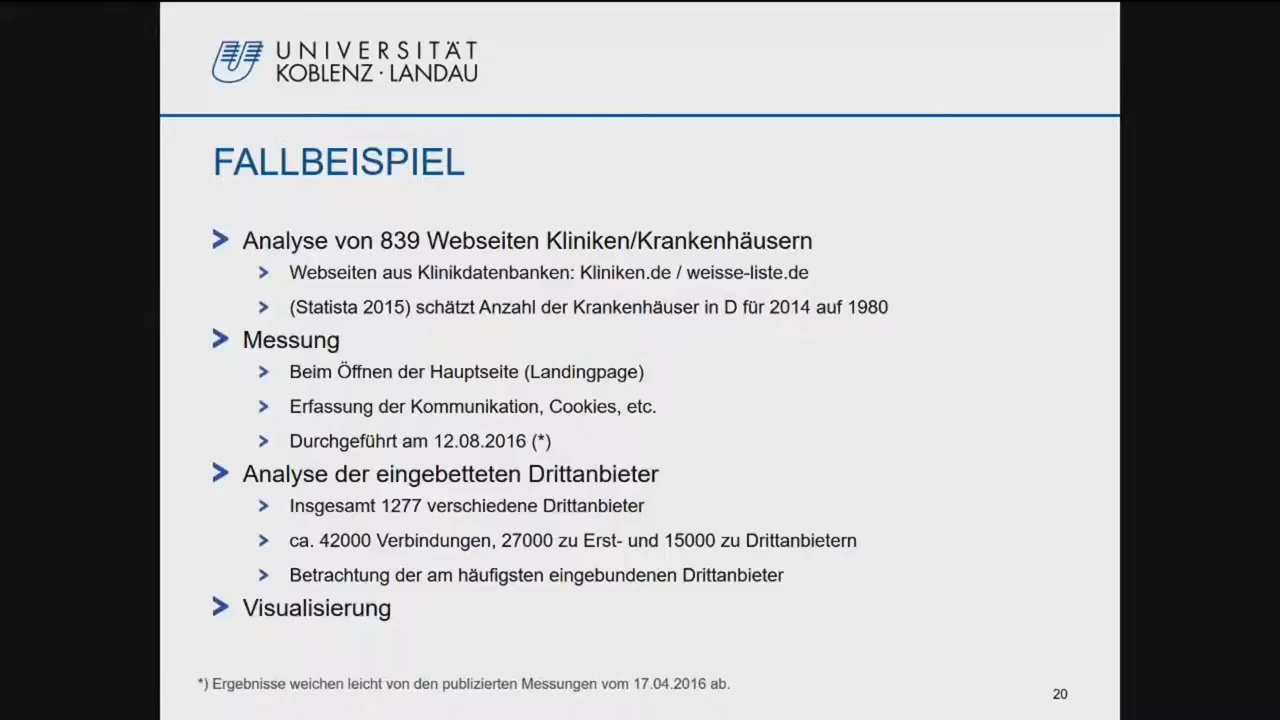 UNIVERSITÄT
KOBLENZ · LANDAU
FALLBEISPIEL
Analyse von 839 Webseiten Kliniken/Krankenhäusern
Webseiten aus Klinikdatenbanken: Kliniken.de / weisse-liste.de
(Statista 2015) schätzt Anzahl der Krankenhäuser in D für 2014 auf 1980
Messung
Beim Öffnen der Hauptseite (Landingpage)
Erfassung der Kommunikation, Cookies, etc.
Durchgeführt am 12.08.2016 (*)
Analyse der eingebetteten Drittanbieter
Insgesamt 1277 verschiedene Drittanbieter
ca. 42000 Verbindungen, 27000 zu Erst- und 15000 zu Drittanbietern
Betrachtung der am häufigsten eingebundenen Drittanbieter
Visualisierung
*) Ergebnisse weichen leicht von den publizierten Messungen vom 17.04.2016 ab.
20